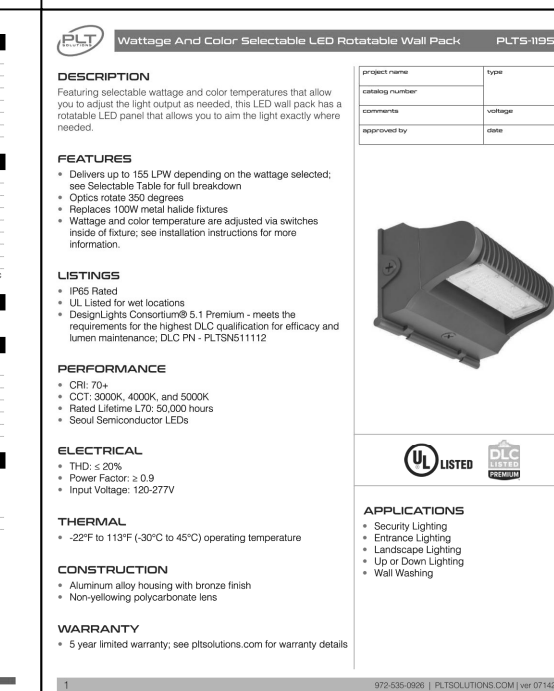 PLT
SOLUTIONS
Wattage And Color Selectable LED Rotatable Wall Pack
PLTS-1195
DESCRIPTION
Featuring selectable wattage and color temperatures that allow
you to adjust the light output as needed, this LED wall pack has a
rotatable LED panel that allows you to aim the light exactly where
needed.
FEATURES
• Delivers up to 155 LPW depending on the wattage selected;
see Selectable Table for full breakdown
• Optics rotate 350 degrees
• Replaces 100W metal halide fixtures
• Wattage and color temperature are adjusted via switches
inside of fixture; see installation instructions for more
information.
LISTINGS
• IP65 Rated
• UL Listed for wet locations
• DesignLights Consortium® 5.1 Premium - meets the
requirements for the highest DLC qualification for efficacy and
lumen maintenance; DLC PN - PLTSN511112
PERFORMANCE
• CRI: 70+
• CCT: 3000K, 4000K, and 5000K
• Rated Lifetime L70: 50,000 hours
• Seoul Semiconductor LEDs
ELECTRICAL
• THD: ≤ 20%
• Power Factor: ≥ 0.9
• Input Voltage: 120-277V
THERMAL
• -22°F to 113°F (-30°C to 45°C) operating temperature
CONSTRUCTION
• Aluminum alloy housing with bronze finish
• Non-yellowing polycarbonate lens
WARRANTY
• 5 year limited warranty; see pltsolutions.com for warranty details
project name
type
catalog number
comments
voltage
approved by
date
UL LISTED
DLC
LISTED
PREMIUM
APPLICATIONS
• Security Lighting
• Entrance Lighting
• Landscape Lighting
• Up or Down Lighting
• Wall Washing
1
972-535-0926 | PLTSOLUTIONS.COM | ver 07142